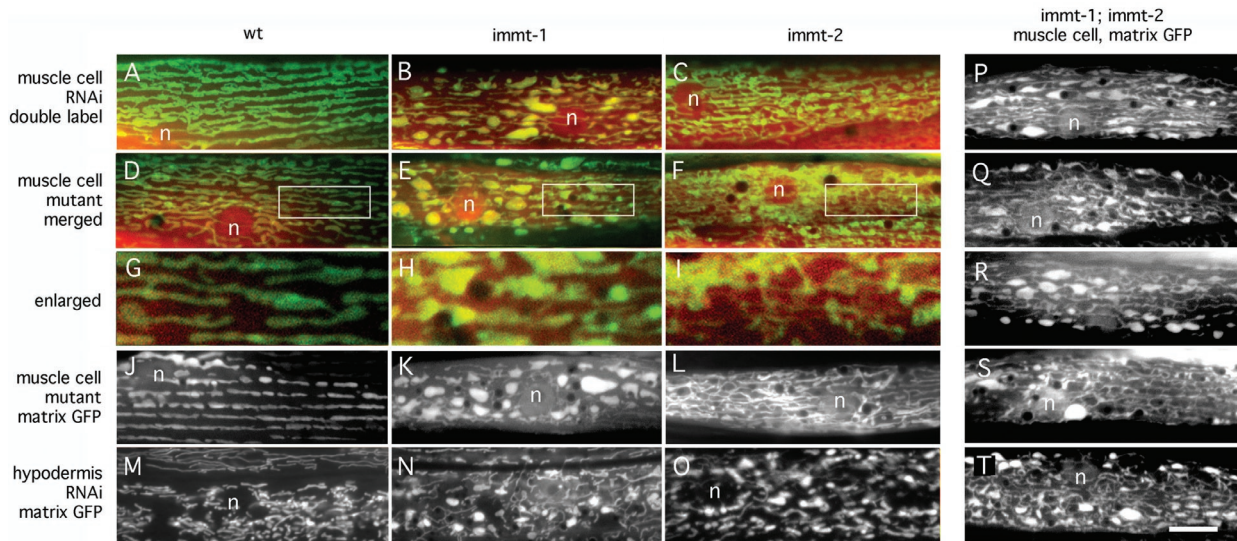 immt-1; immt-2
wt immt-1 immt-2 muscle cell, matrix GFP
muscle cell
RNAi
double label
A n B n C n P n
muscle cell
mutant
merged
D n E n F n Q n
enlarged
G H I R
muscle cell
mutant
matrix GFP
J n K n L n S n
hypodermis
RNAi
matrix GFP
M n N O n T n